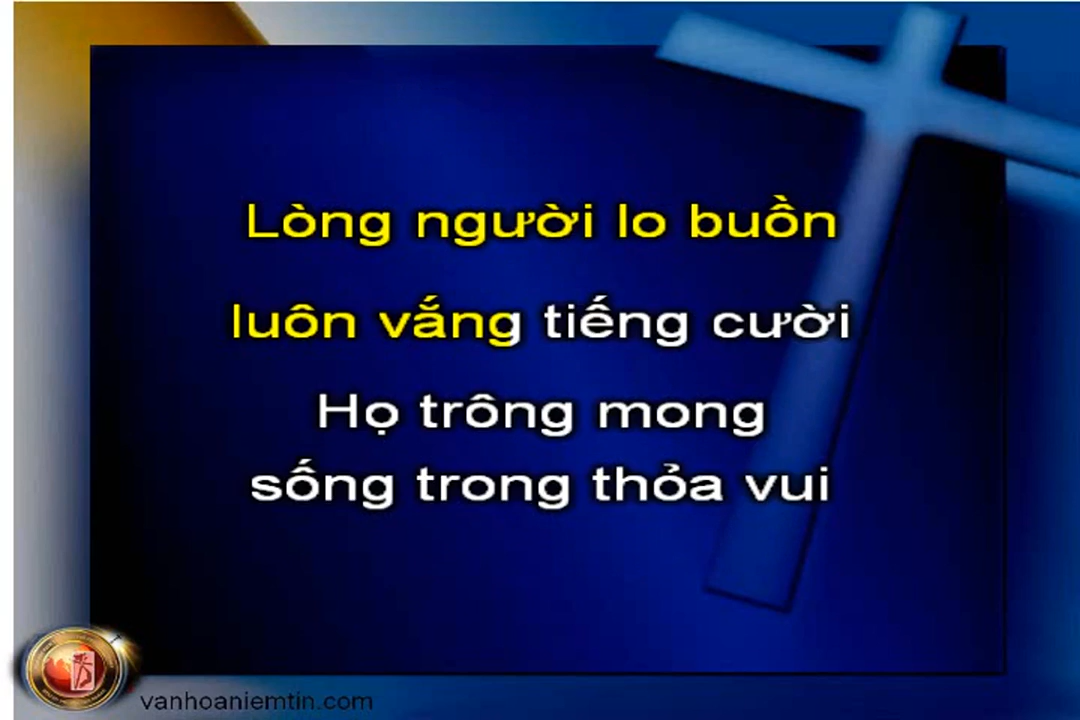 Lòng người lo buồn
luôn vắng tiếng cười
Họ trông mong
sống trong thỏa vui
vanhoaniemtin.com